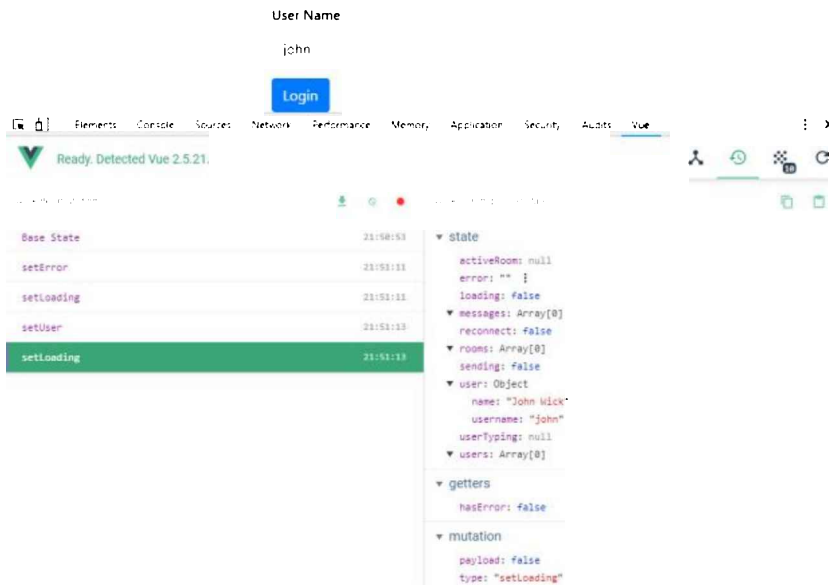 User Name
john
Login
Elements Console Sources Network Performance Memory Application Security Audits Vue
Ready. Detected Vue 2.5.21.
10
Base State 21:50:53
setError 21:51:11
setLoading 21:51:11
setUser 21:51:13
setLoading 21:51:13
state
activeRoom: null
error: ""
loading: false
messages: Array[0]
reconnect: false
rooms: Array[0]
sending: false
user: Object
name: "John Wick"
username: "john"
userTyping: null
users: Array[0]
getters
hasError: false
mutation
payload: false
type: "setLoading"